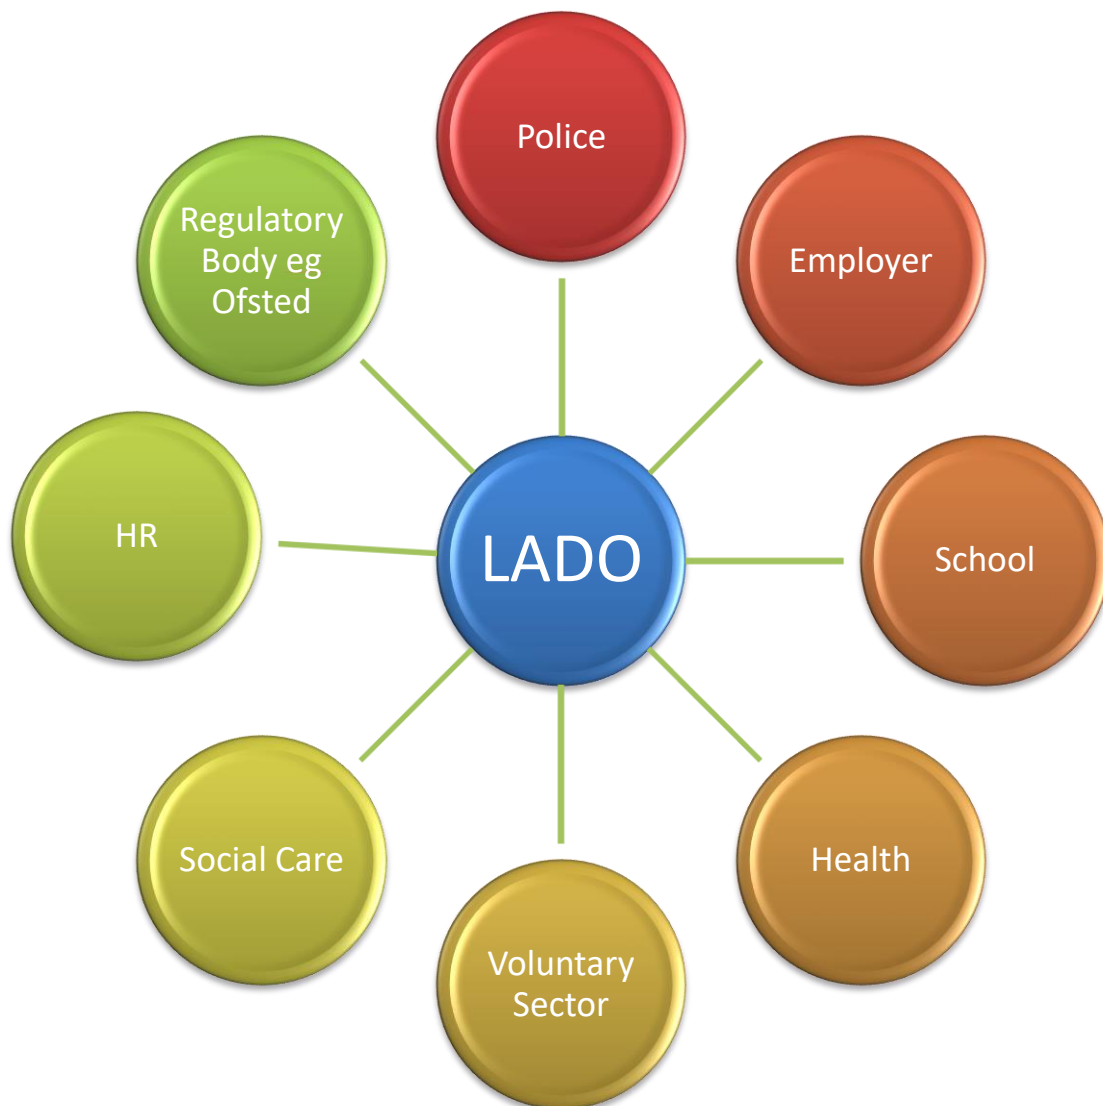 Police
Employer
School
Health
Voluntary
Sector
Social Care
HR
Regulatory
Body eg
Ofsted
LADO